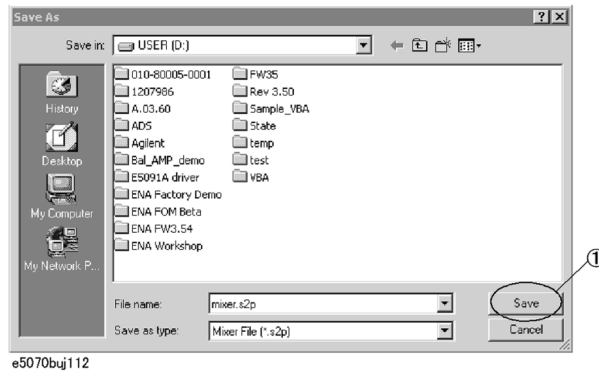 Save As
Save in: USER (D:)
History
Desktop
My Computer
My Network P...
010-80005-0001
1207986
A.03.60
ADS
Agilent
Bal_AMP_demo
E5091A driver
ENA Factory Demo
ENA FOM Beta
ENA FW3.54
ENA Workshop
FW35
Rev 3.50
Sample_VBA
State
temp
test
VBA
1
File name: mixer.s2p
Save
Save as type: Mixer File (*.s2p)
Cancel
e5070buj112